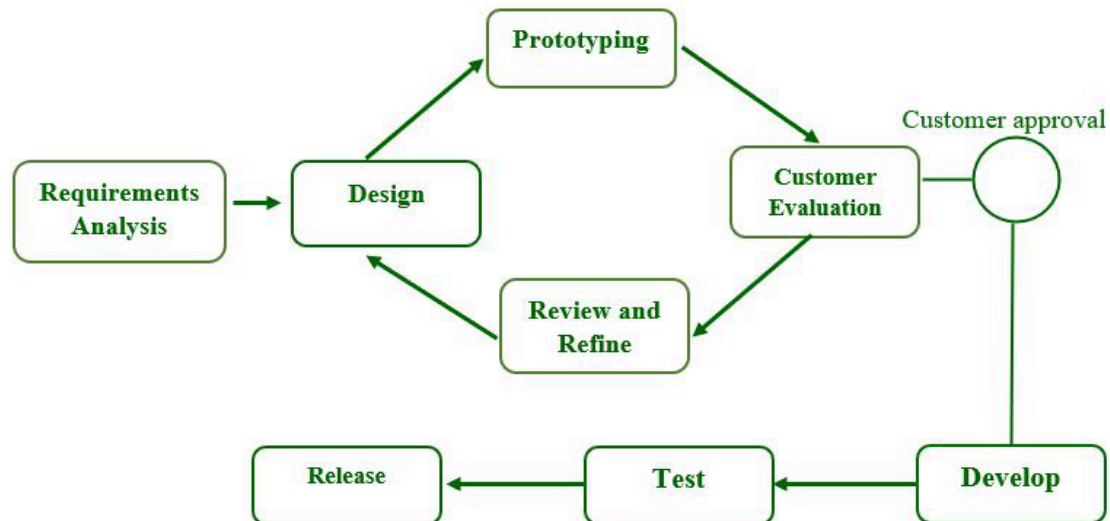 Prototyping
Customer approval
Requirements
Analysis
Design
Customer
Evaluation
Review and
Refine
Release
Test
Develop